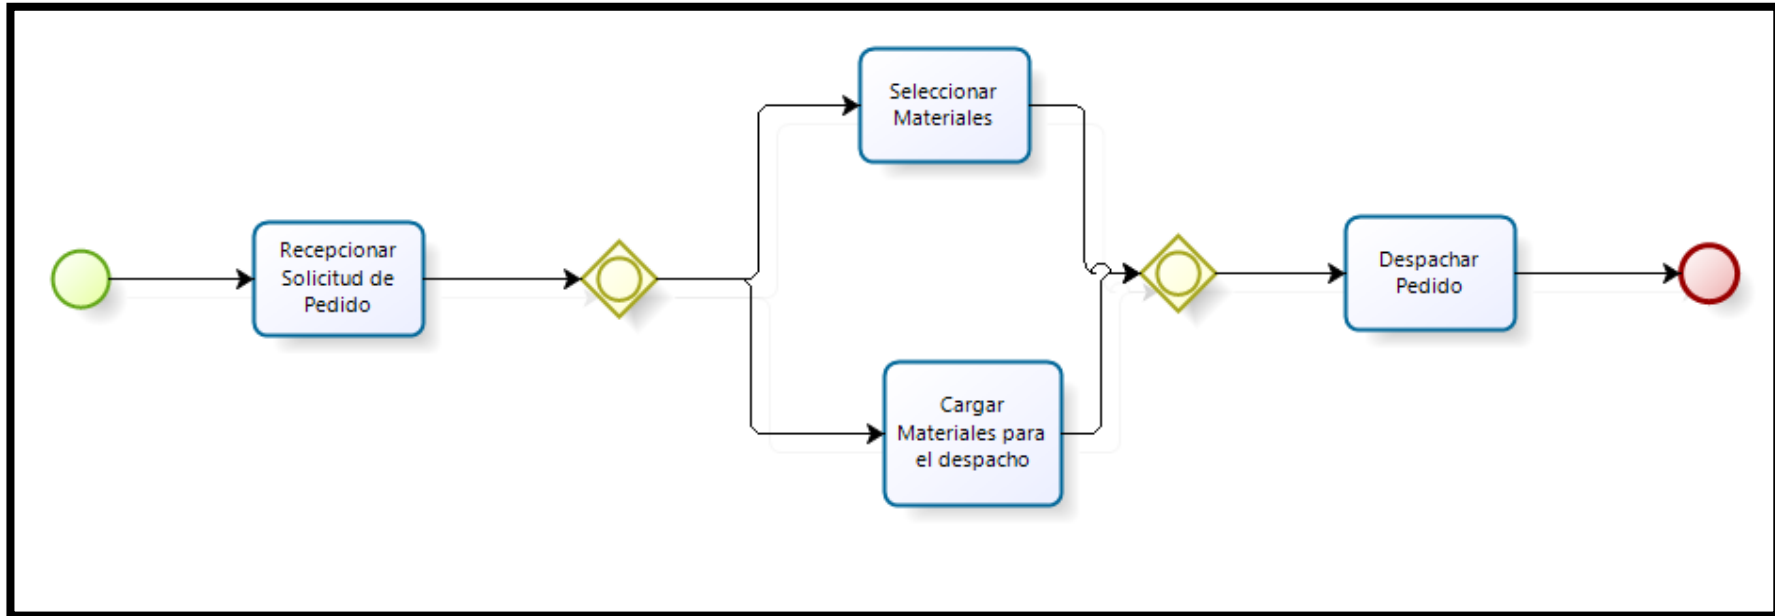 Recepcionar
Solicitud de
Pedido
Seleccionar
Materiales
Cargar
Materiales para
el despacho
Despachar
Pedido